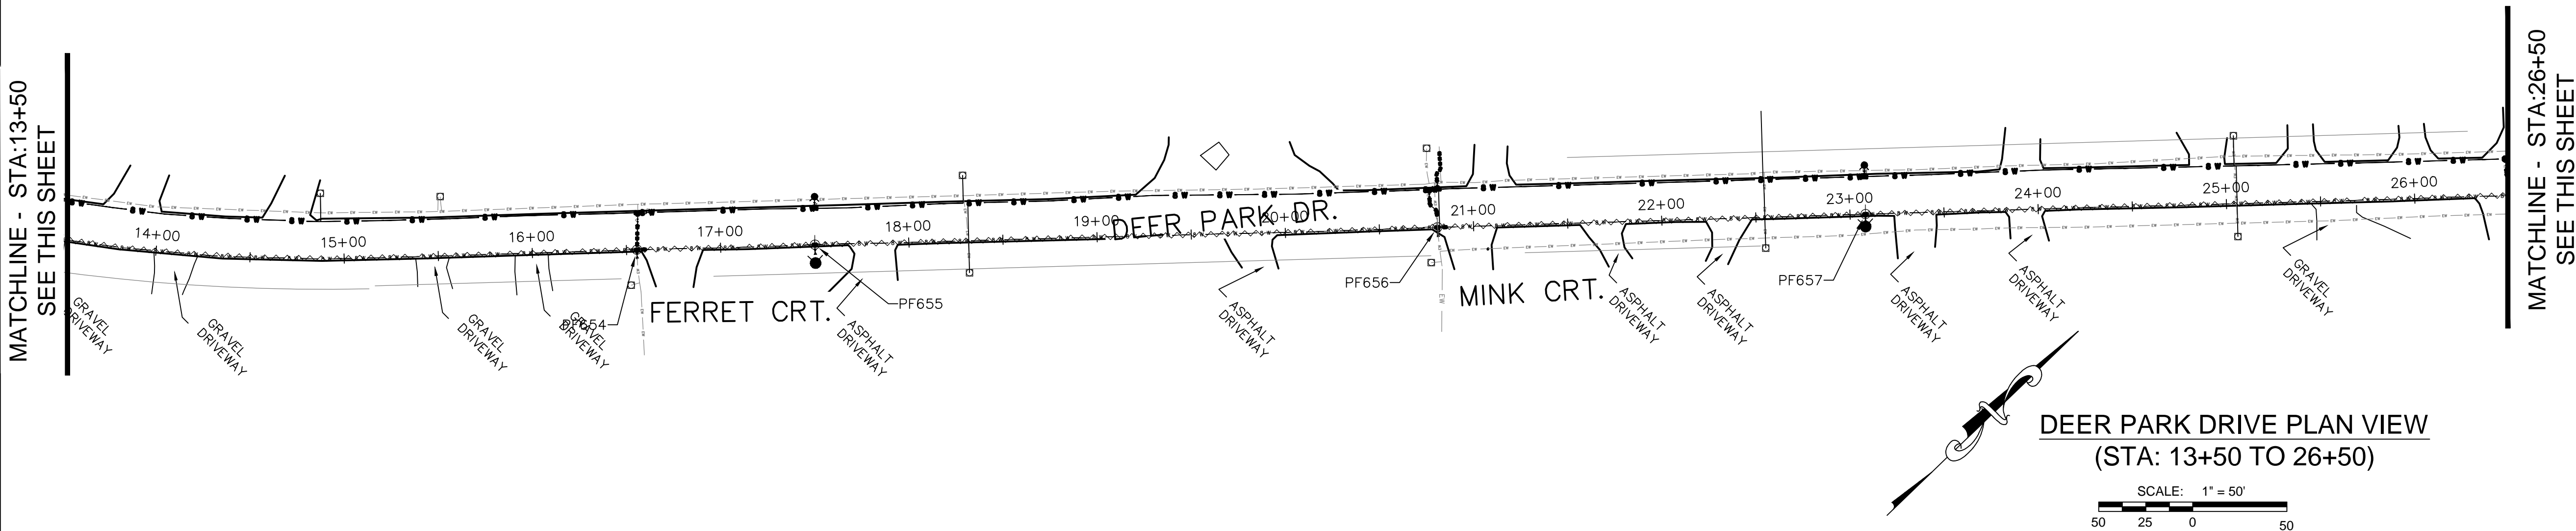 MATCHLINE - STA:13+50
SEE THIS SHEET
MATCHLINE - STA:26+50
SEE THIS SHEET
14+00
15+00
16+00
17+00
18+00
19+00
20+00
21+00
22+00
23+00
24+00
25+00
26+00
DEER PARK DR.
FERRET CRT.
MINK CRT.
GRAVEL
DRIVEWAY
GRAVEL
DRIVEWAY
GRAVEL
DRIVEWAY
PF654
GRAVEL
DRIVEWAY
ASPHALT
DRIVEWAY
PF655
ASPHALT
DRIVEWAY
PF656
ASPHALT
DRIVEWAY
ASPHALT
DRIVEWAY
PF657
ASPHALT
DRIVEWAY
ASPHALT
DRIVEWAY
GRAVEL
DRIVEWAY
DEER PARK DRIVE PLAN VIEW
(STA: 13+50 TO 26+50)
SCALE: 1" = 50'
50 25 0 50